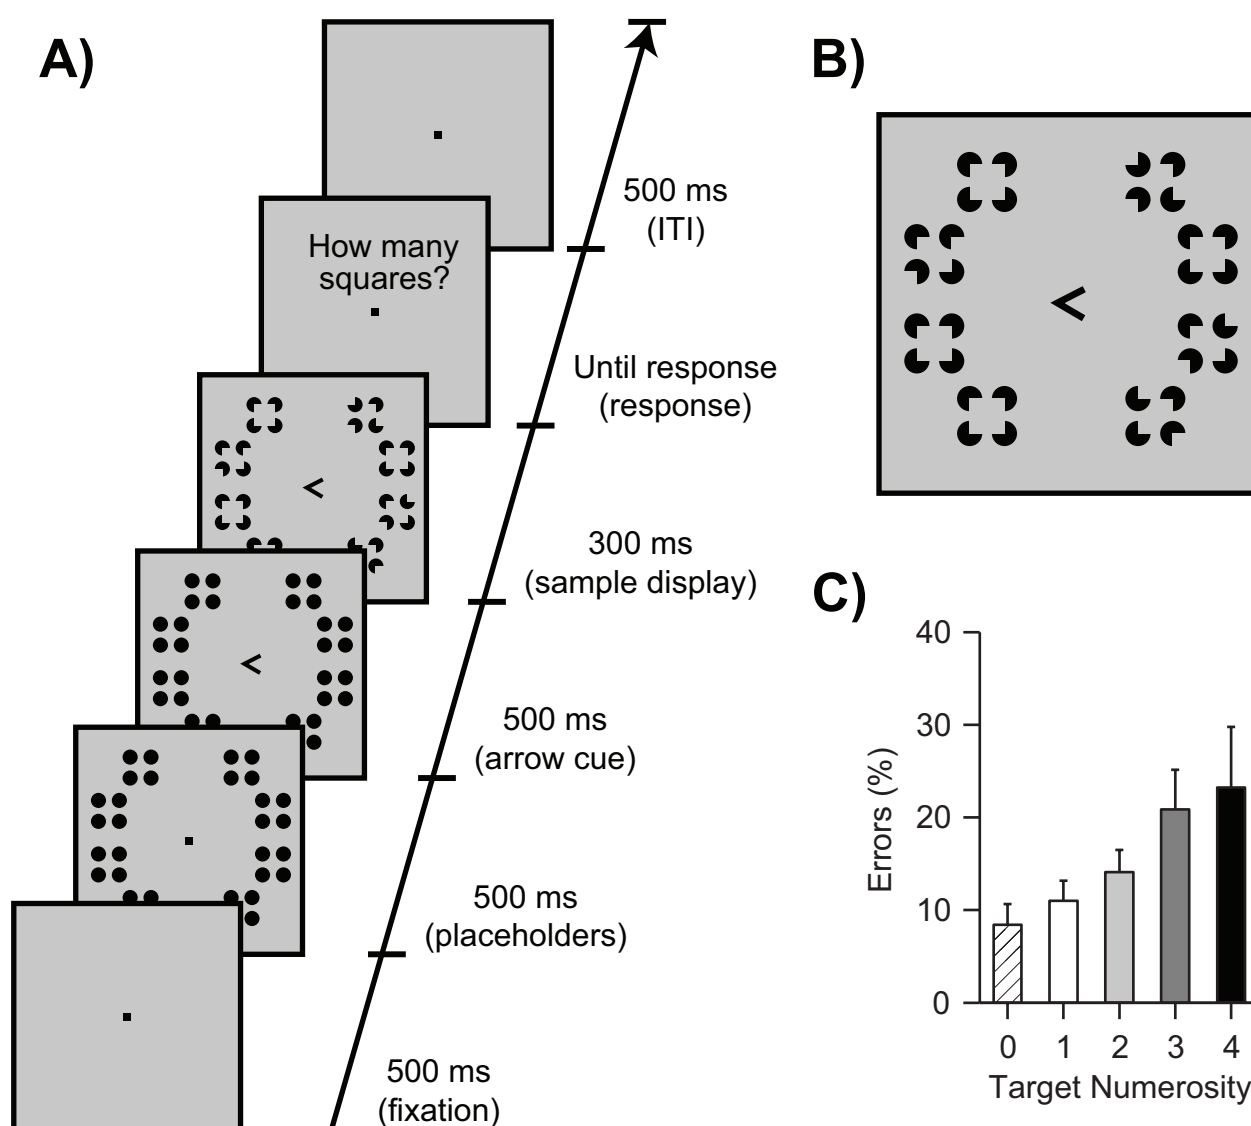 A)
B)
How many
squares?
500 ms
(ITI)
Until response
(response)
300 ms
(sample display)
500 ms
(arrow cue)
500 ms
(placeholders)
500 ms
(fixation)
C)
Errors (%)
40
30
20
10
0
0 1 2 3 4
Target Numerosity